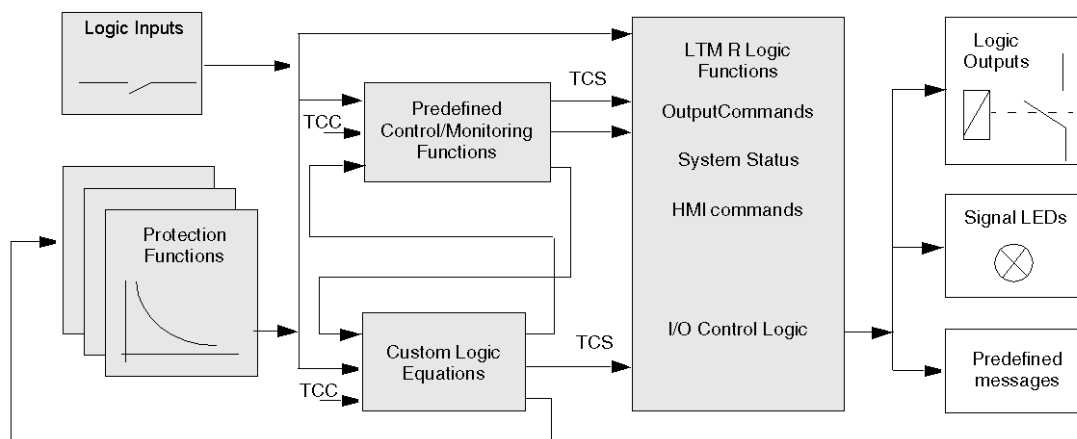 Logic Inputs
LTM R Logic
Functions
Logic
Outputs
TCS
Predefined
Control/Monitoring
Functions
TCC
OutputCommands
System Status
HMI commands
Protection
Functions
Signal LEDs
I/O Control Logic
Custom Logic
Equations
TCS
TCC
Predefined
messages